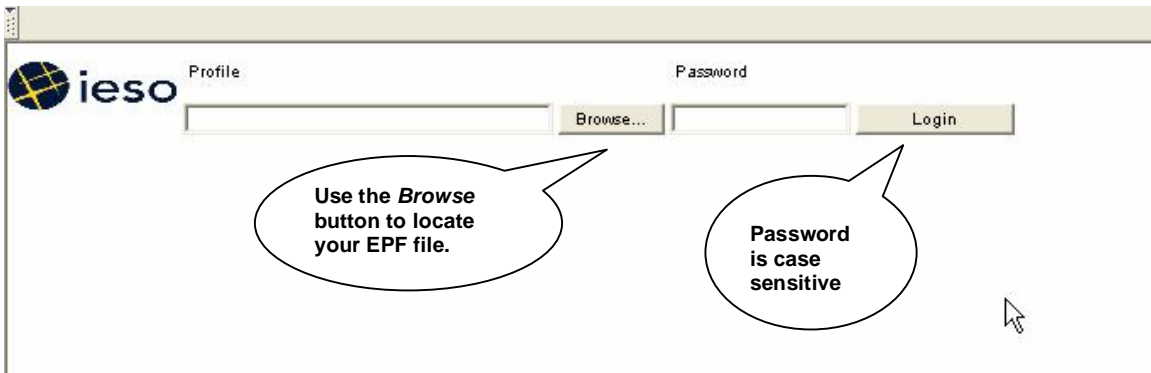 ieso
Profile
Password
Browse...
Login
Use the Browse
button to locate
your EPF file.
Password
is case
sensitive